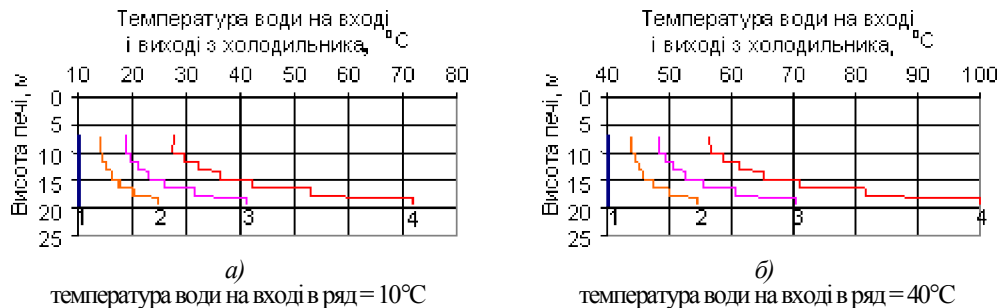 Температура води на вході
і виході з холодильника, °C
10 20 30 40 50 60 70 80
Висота печі, м
0
5
10
15
20
25
1 2 3 4
а)
температура води на вході в ряд = 10°C
Температура води на вході
і виході з холодильника, °C
40 50 60 70 80 90 100
Висота печі, м
0
5
10
15
20
25
1 2 3 4
б)
температура води на вході в ряд = 40°C